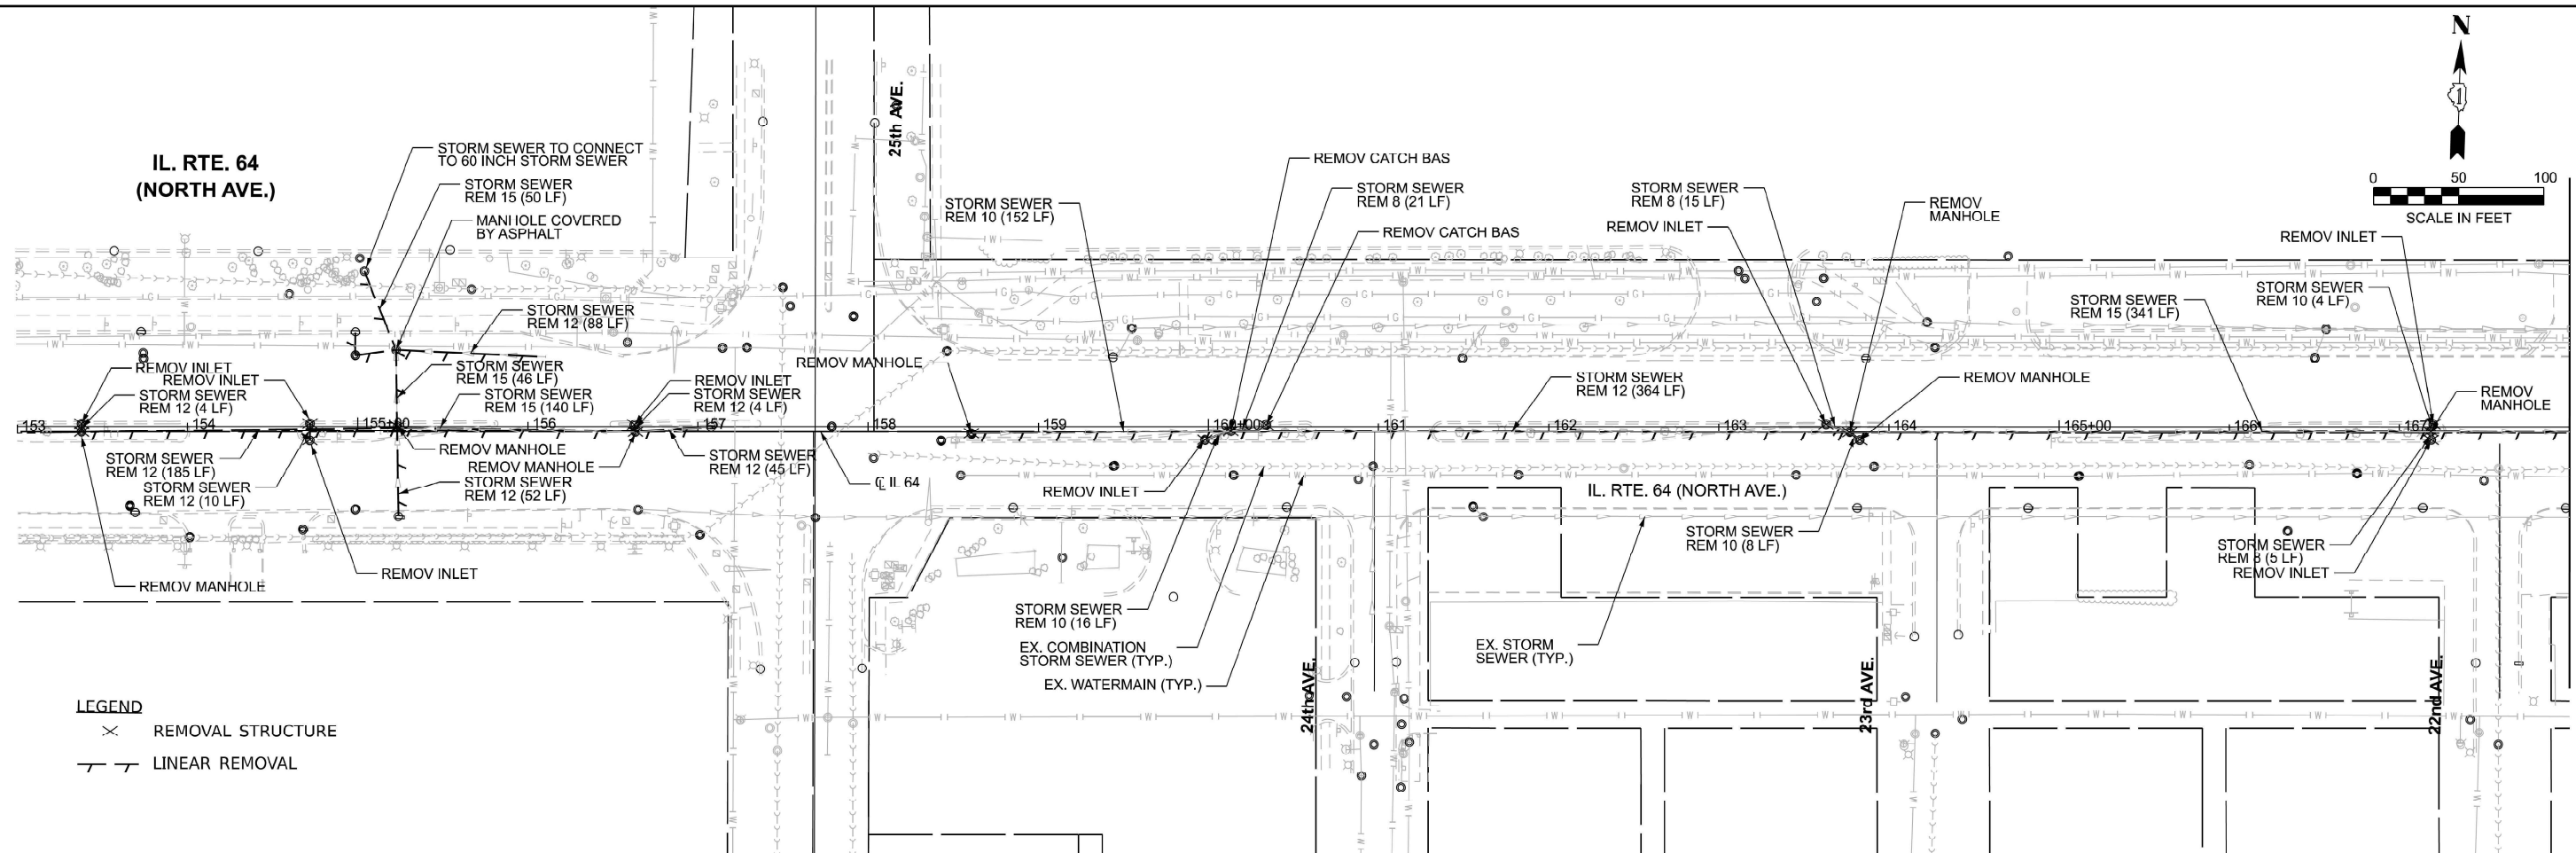 N
IL. RTE. 64
(NORTH AVE.)
25th AVE.
0 50 100
SCALE IN FEET
STORM SEWER TO CONNECT
TO 60 INCH STORM SEWER
STORM SEWER
REM 15 (50 LF)
MANHOLE COVERED
BY ASPHALT
STORM SEWER
REM 12 (88 LF)
STORM SEWER
REM 10 (152 LF)
REMOV CATCH BAS
STORM SEWER
REM 8 (21 LF)
REMOV CATCH BAS
STORM SEWER
REM 8 (15 LF)
REMOV INLET
REMOV
MANHOLE
REMOV INLET
STORM SEWER
REM 10 (4 LF)
STORM SEWER
REM 15 (341 LF)
REMOV INLET
REMOV INLET
STORM SEWER
REM 12 (4 LF)
STORM SEWER
REM 15 (46 LF)
STORM SEWER
REM 15 (140 LF)
REMOV INLET
STORM SEWER
REM 12 (4 LF)
REMOV MANHOLE
STORM SEWER
REM 12 (364 LF)
REMOV MANHOLE
REMOV
MANHOLE
153 154 155+00 156 157 158 159 160+00 161 162 163 164 165+00 166 167
STORM SEWER
REM 12 (185 LF)
STORM SEWER
REM 12 (10 LF)
REMOV MANHOLE
REMOV MANHOLE
STORM SEWER
REM 12 (52 LF)
STORM SEWER
REM 12 (45 LF)
℄ IL 64
REMOV INLET
IL. RTE. 64 (NORTH AVE.)
STORM SEWER
REM 10 (8 LF)
STORM SEWER
REM 8 (5 LF)
REMOV INLET
REMOV MANHOLE
REMOV INLET
STORM SEWER
REM 10 (16 LF)
EX. COMBINATION
STORM SEWER (TYP.)
EX. WATERMAIN (TYP.)
EX. STORM
SEWER (TYP.)
24th AVE.
23rd AVE.
22nd AVE.
LEGEND
REMOVAL STRUCTURE
LINEAR REMOVAL